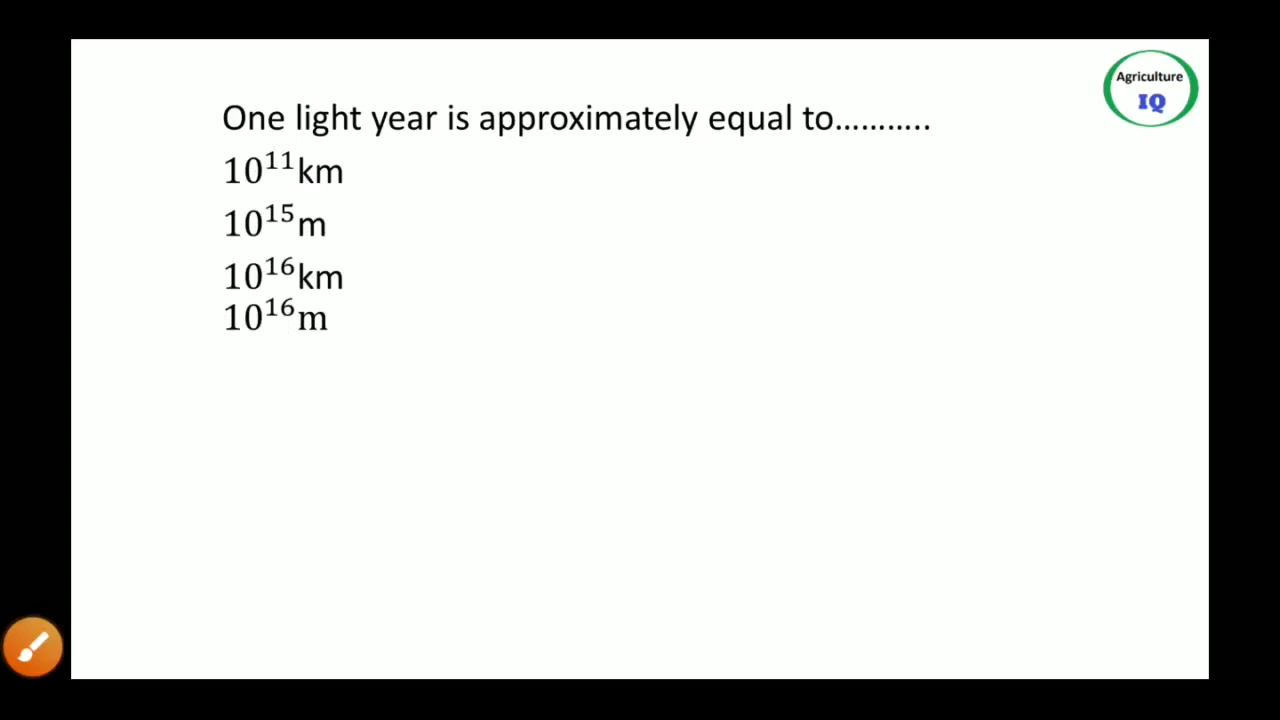 Agriculture
IQ
One light year is approximately equal to………..
10¹¹km
10¹⁵m
10¹⁶km
10¹⁶m